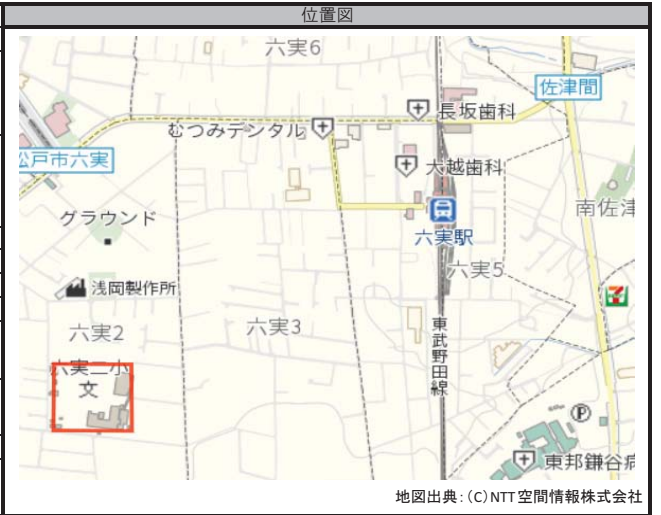 位置図
六実6
佐津間
長坂歯科
むつみデンタル
松戸市六実
大越歯科
グラウンド
南佐津
六実駅
六実5
浅岡製作所
六実2
六実3
東武野田線
六実二小
文
P
東邦鎌谷病
地図出典:(C)NTT空間情報株式会社